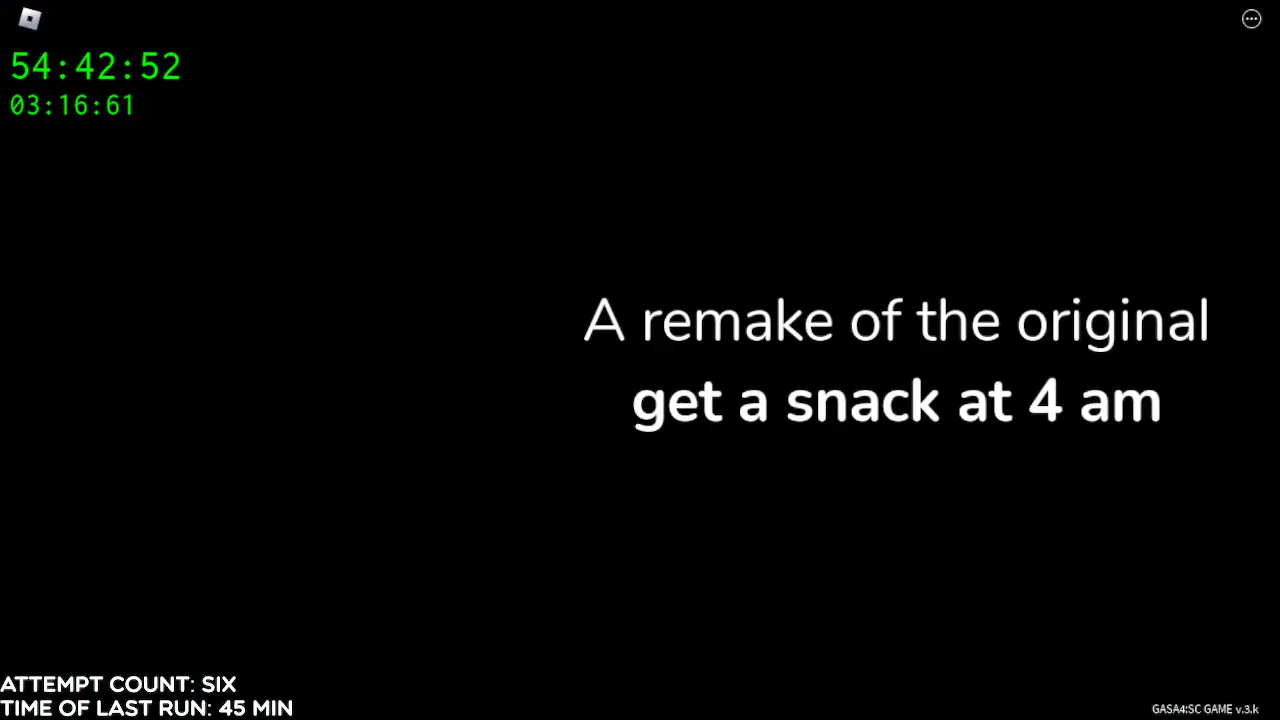 54:42:52
03:16:61
A remake of the original
get a snack at 4 am
ATTEMPT COUNT: SIX
TIME OF LAST RUN: 45 MIN
GASA4:SC GAME v.3.k